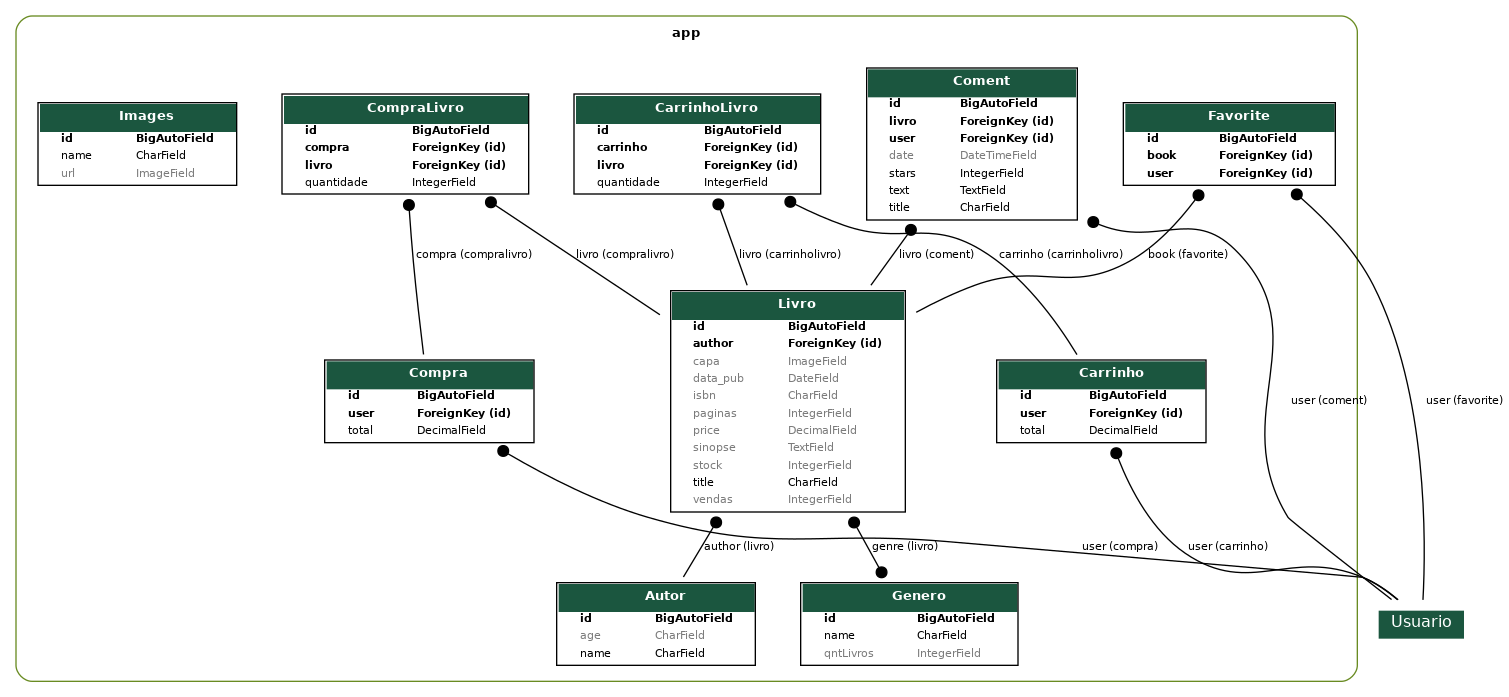 app
Images
id BigAutoField
name CharField
url ImageField
CompraLivro
id BigAutoField
compra ForeignKey (id)
livro ForeignKey (id)
quantidade IntegerField
CarrinhoLivro
id BigAutoField
carrinho ForeignKey (id)
livro ForeignKey (id)
quantidade IntegerField
Coment
id BigAutoField
livro ForeignKey (id)
user ForeignKey (id)
date DateTimeField
stars IntegerField
text TextField
title CharField
Favorite
id BigAutoField
book ForeignKey (id)
user ForeignKey (id)
compra (compralivro)
livro (compralivro)
livro (carrinholivro)
livro (coment)
carrinho (carrinholivro)
book (favorite)
Compra
id BigAutoField
user ForeignKey (id)
total DecimalField
Livro
id BigAutoField
author ForeignKey (id)
capa ImageField
data_pub DateField
isbn CharField
paginas IntegerField
price DecimalField
sinopse TextField
stock IntegerField
title CharField
vendas IntegerField
Carrinho
id BigAutoField
user ForeignKey (id)
total DecimalField
user (coment)
user (favorite)
author (livro)
genre (livro)
user (compra)
user (carrinho)
Autor
id BigAutoField
age CharField
name CharField
Genero
id BigAutoField
name CharField
qntLivros IntegerField
Usuario